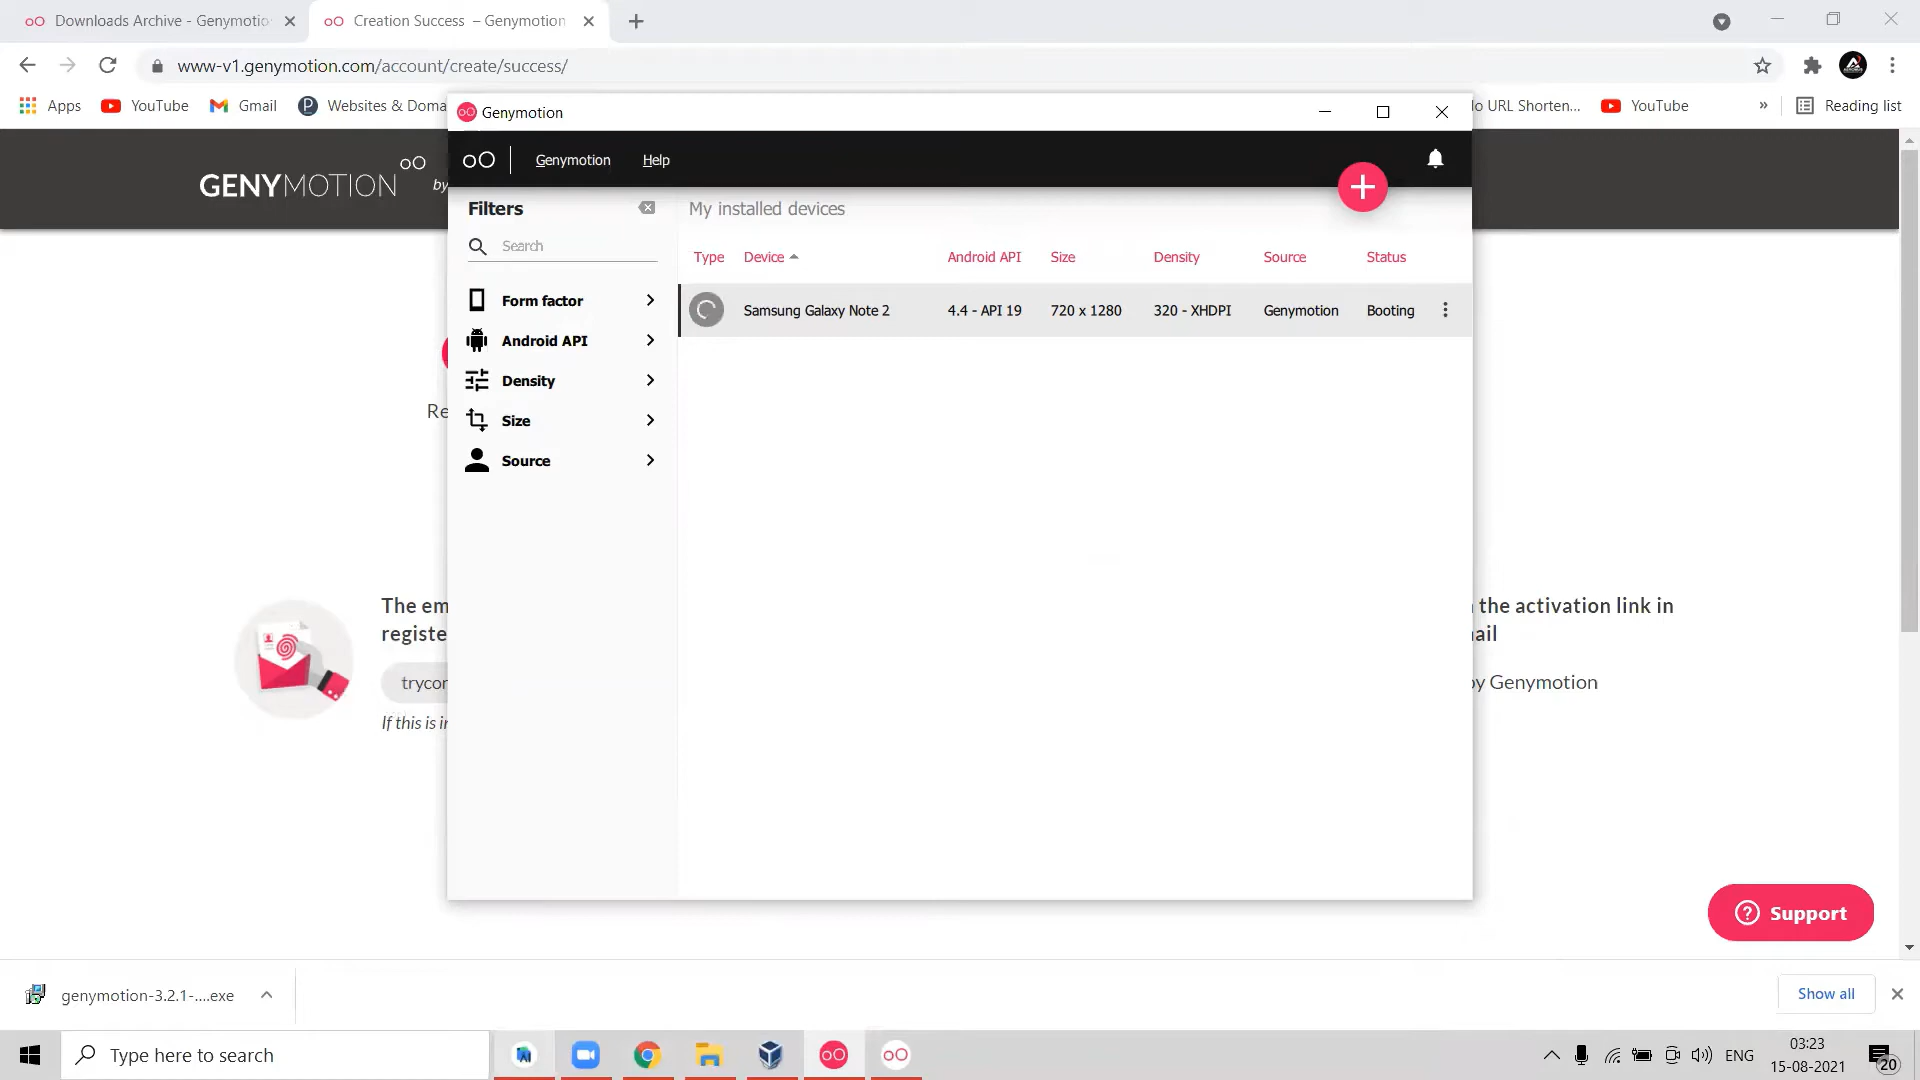 Downloads Archive - Genymotio
Creation Success – Genymotion
www-v1.genymotion.com/account/create/success/
Apps
YouTube
Gmail
Websites & Doma
URL Shorten...
YouTube
»
Reading list
Genymotion
GENYMOTION
by
Genymotion
Help
Filters
My installed devices
Search
Type
Device
Android API
Size
Density
Source
Status
Samsung Galaxy Note 2
4.4 - API 19
720 x 1280
320 - XHDPI
Genymotion
Booting
Form factor
Android API
Density
Size
Source
Re
The em
registe
trycor
If this is ir
the activation link in
ail
by Genymotion
Support
genymotion-3.2.1-....exe
Show all
Type here to search
ENG
03:23
15-08-2021
20